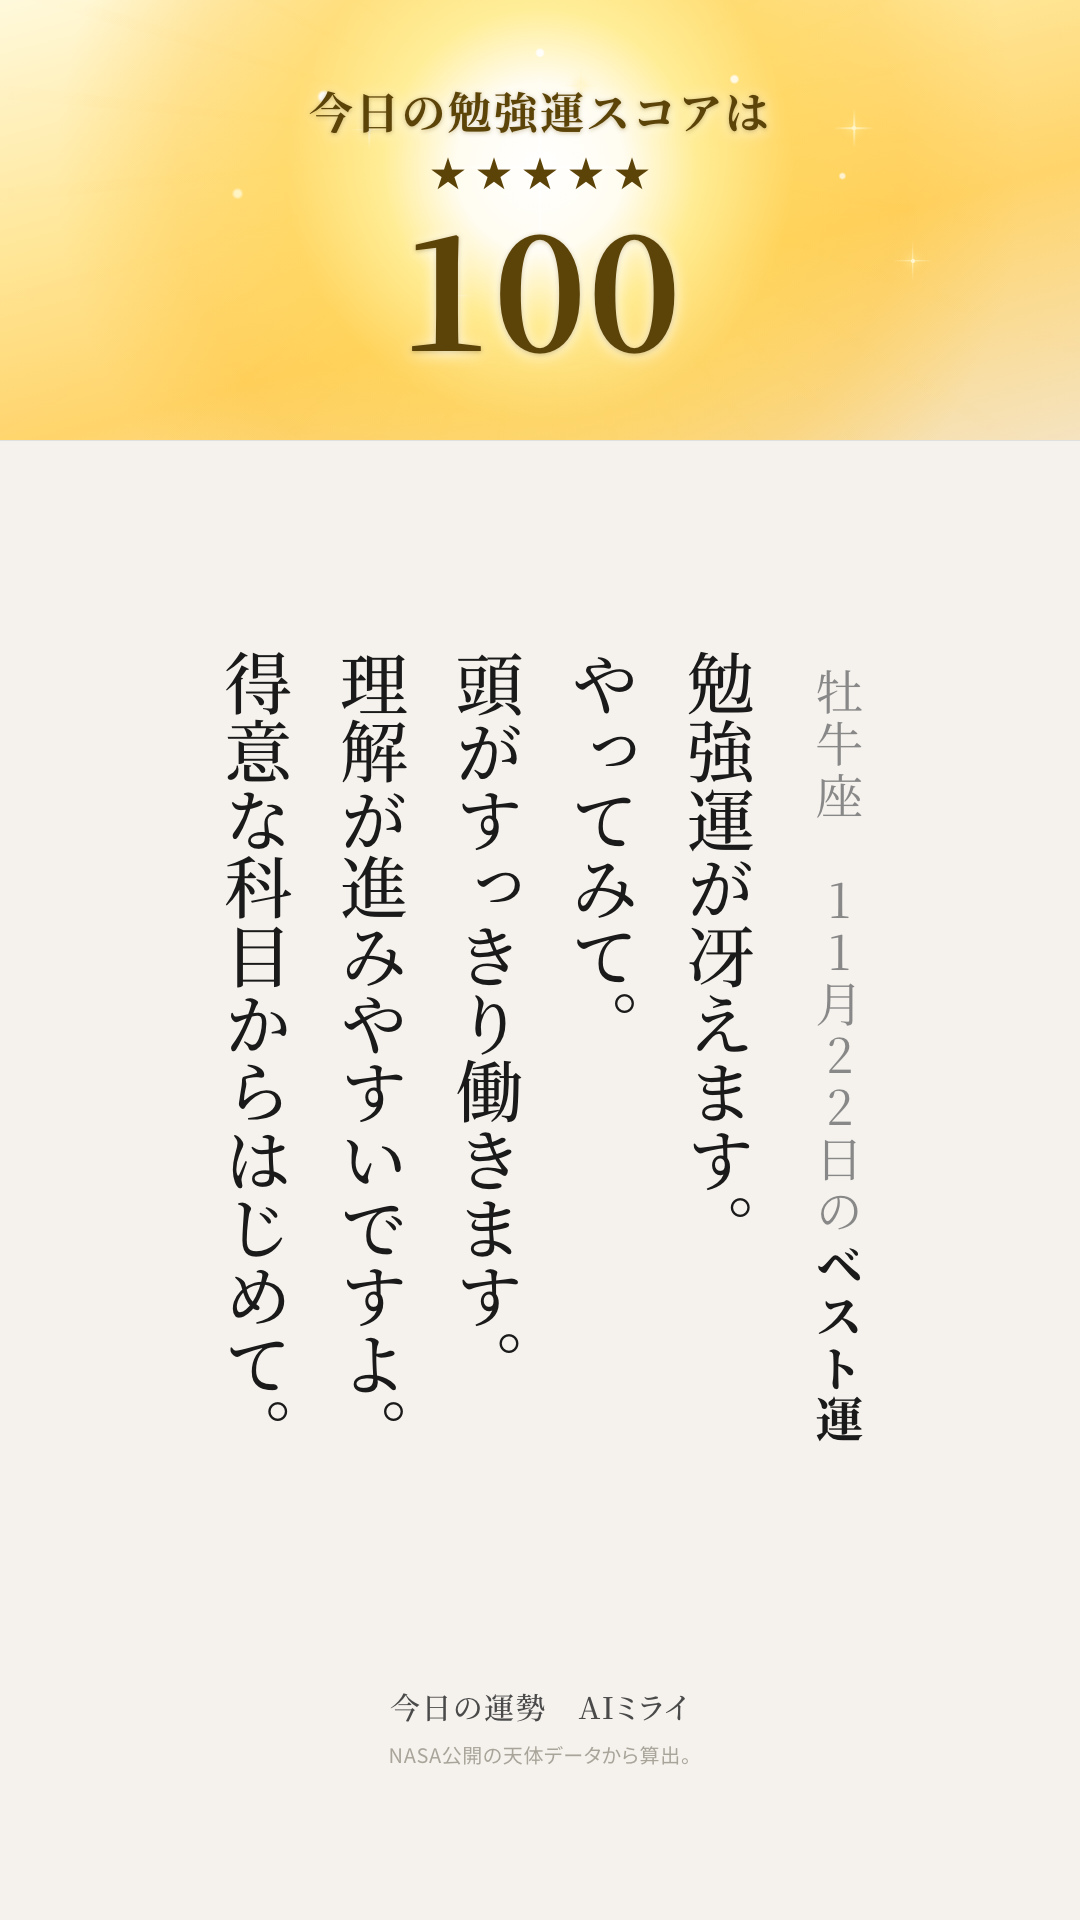 今日の勉強運スコアは
★★★★★
100
牡牛座　11月22日のベスト運
勉強運が冴えます。
やってみて。
頭がすっきり働きます。
理解が進みやすいですよ。
得意な科目からはじめて。
今日の運勢　AIミライ
NASA公開の天体データから算出。